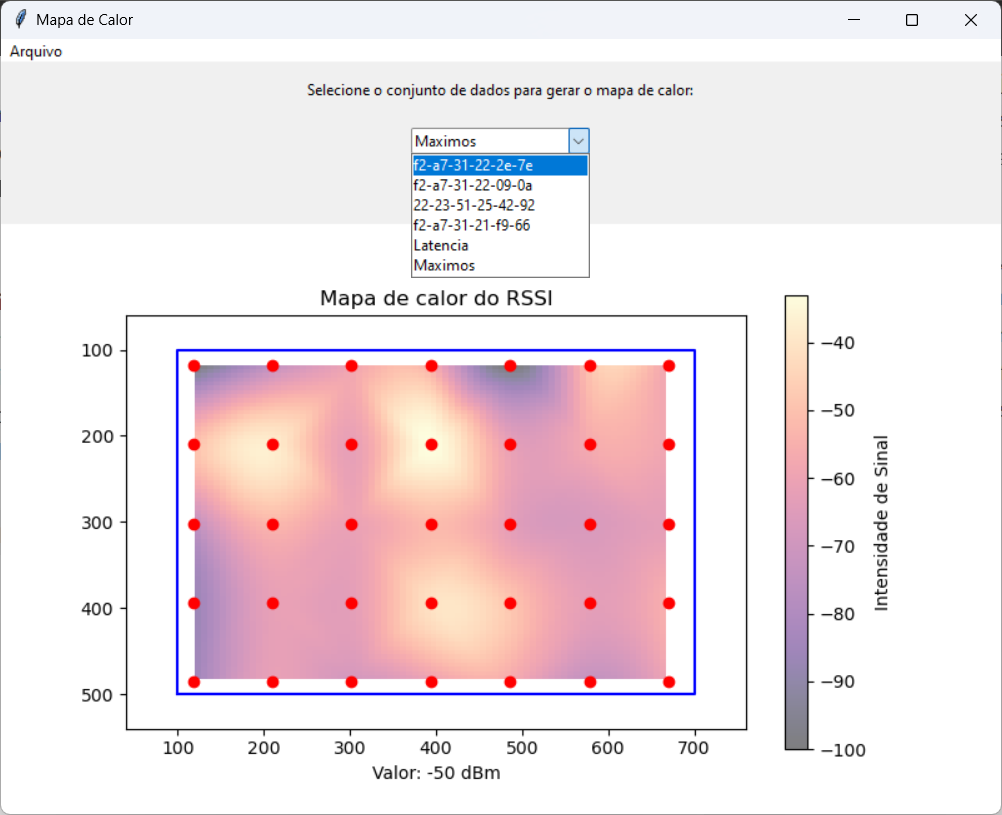 Mapa de Calor
Arquivo
Selecione o conjunto de dados para gerar o mapa de calor:
Maximos
f2-a7-31-22-2e-7e
f2-a7-31-22-09-0a
22-23-51-25-42-92
f2-a7-31-21-f9-66
Latencia
Maximos
Mapa de calor do RSSI
100
200
300
400
500
100 200 300 400 500 600 700
Valor: -50 dBm
−40
−50
−60
−70
−80
−90
−100
Intensidade de Sinal